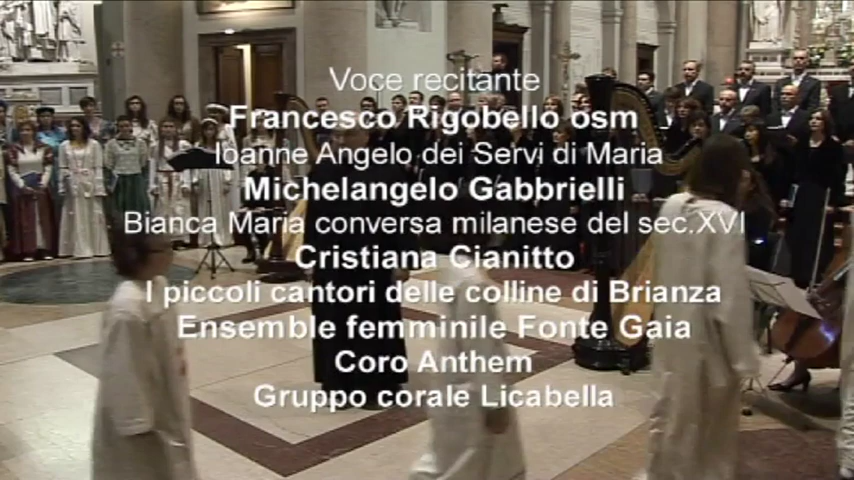 Voce recitante
Francesco Rigobello osm
Ioanne Angelo dei Servi di Maria
Michelangelo Gabbrielli
Bianca Maria conversa milanese del sec.XVI
Cristiana Cianitto
I piccoli cantori delle colline di Brianza
Ensemble femminile Fonte Gaia
Coro Anthem
Gruppo corale Licabella